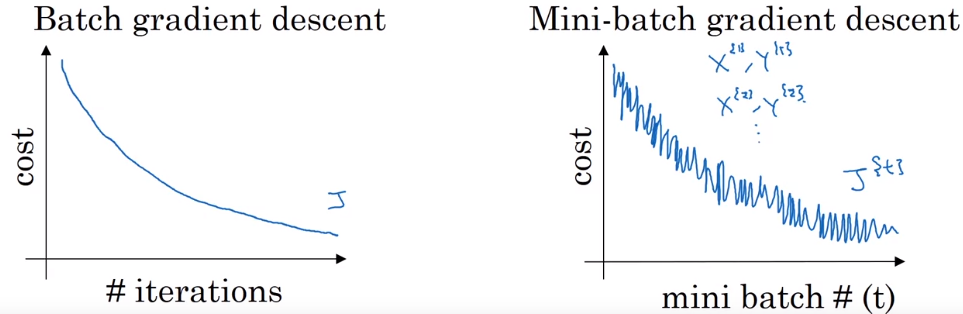 Batch gradient descent
cost
J
# iterations
Mini-batch gradient descent
X^{1}, Y^{1}
X^{2}, Y^{2}
⋮
cost
J^{t}
mini batch # (t)